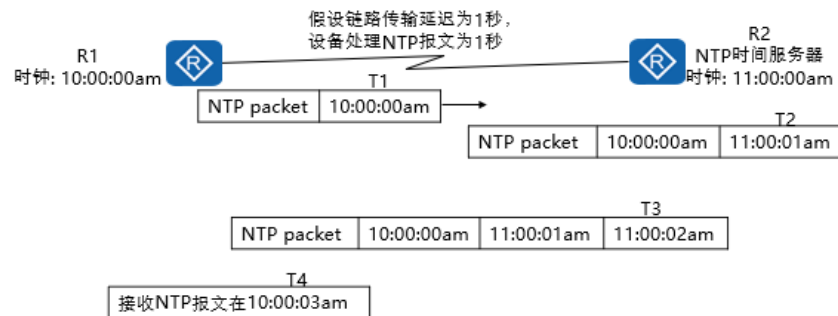 假设链路传输延迟为1秒，
设备处理NTP报文为1秒
R1
时钟: 10:00:00am
R
R
R2
NTP时间服务器
时钟: 11:00:00am
T1
NTP packet 10:00:00am
T2
NTP packet 10:00:00am 11:00:01am
T3
NTP packet 10:00:00am 11:00:01am 11:00:02am
T4
接收NTP报文在10:00:03am